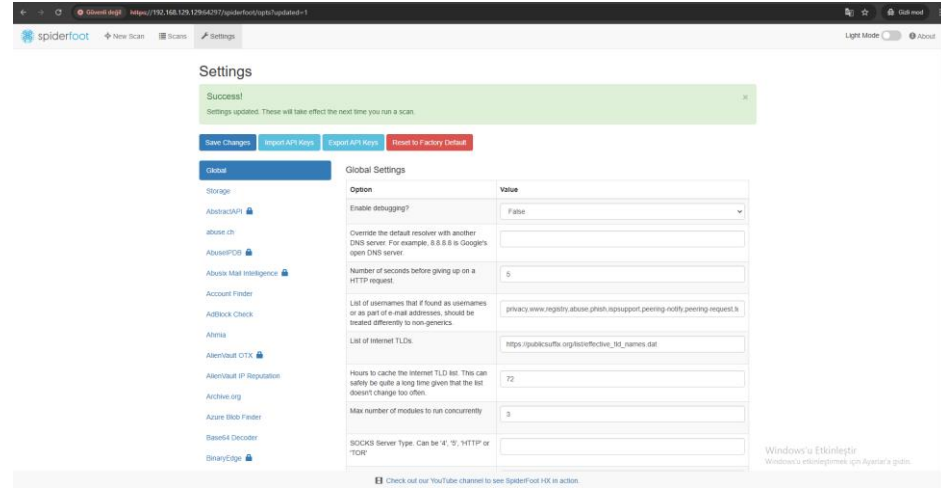 Güvenli değil https://192.168.129.129:64297/spiderfoot/opts?updated=1
Gizli mod
spiderfoot New Scan Scans Settings Light Mode About
Settings
Success!
×
Settings updated. These will take effect the next time you run a scan.
Save Changes Import API Keys Export API Keys Reset to Factory Default
Global
Storage
AbstractAPI
abuse.ch
AbuseIPDB
Abusix Mail Intelligence
Account Finder
AdBlock Check
Ahmia
AlienVault OTX
AlienVault IP Reputation
Archive.org
Azure Blob Finder
Base64 Decoder
BinaryEdge
Global Settings
Option Value
Enable debugging? False
Override the default resolver with another
DNS server. For example, 8.8.8.8 is Google's
open DNS server.
Number of seconds before giving up on a
HTTP request.
5
List of usernames that if found as usernames
or as part of e-mail addresses, should be
treated differently to non-generics.
privacy,www,registry,abuse,phish,ispsupport,peering-notify,peering-request,ls
List of Internet TLDs.
https://publicsuffix.org/list/effective_tld_names.dat
Hours to cache the Internet TLD list. This can
safely be quite a long time given that the list
doesn't change too often.
72
Max number of modules to run concurrently
3
SOCKS Server Type. Can be '4', '5', 'HTTP' or
'TOR'
Windows'u Etkinleştir
Windows'u etkinleştirmek için Ayarlar'a gidin.
Check out our YouTube channel to see SpiderFoot HX in action.